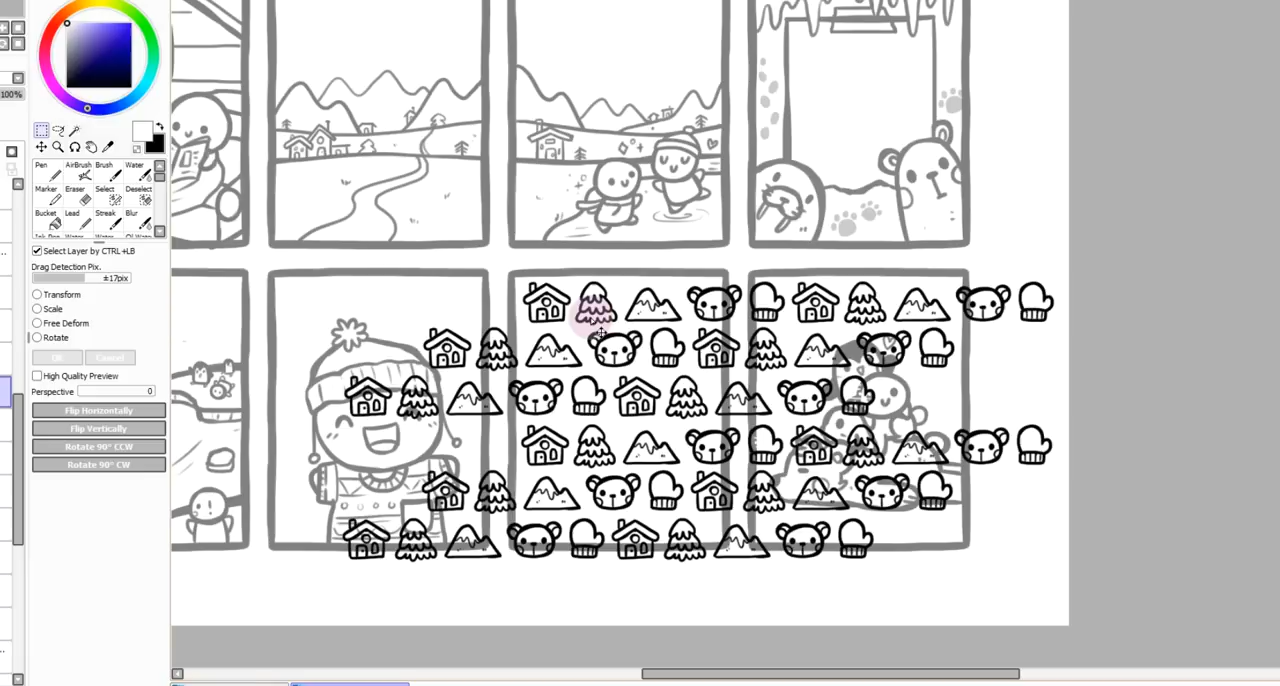 100%
Pen AirBrush Brush Water
Marker Eraser Select Deselect
Bucket Lead Streak Blur
Select Layer by CTRL+LB
Drag Detection Pix.
±17pix
Transform
Scale
Free Deform
Rotate
OK Cancel
High Quality Preview
Perspective 0
Flip Horizontally
Flip Vertically
Rotate 90° CCW
Rotate 90° CW